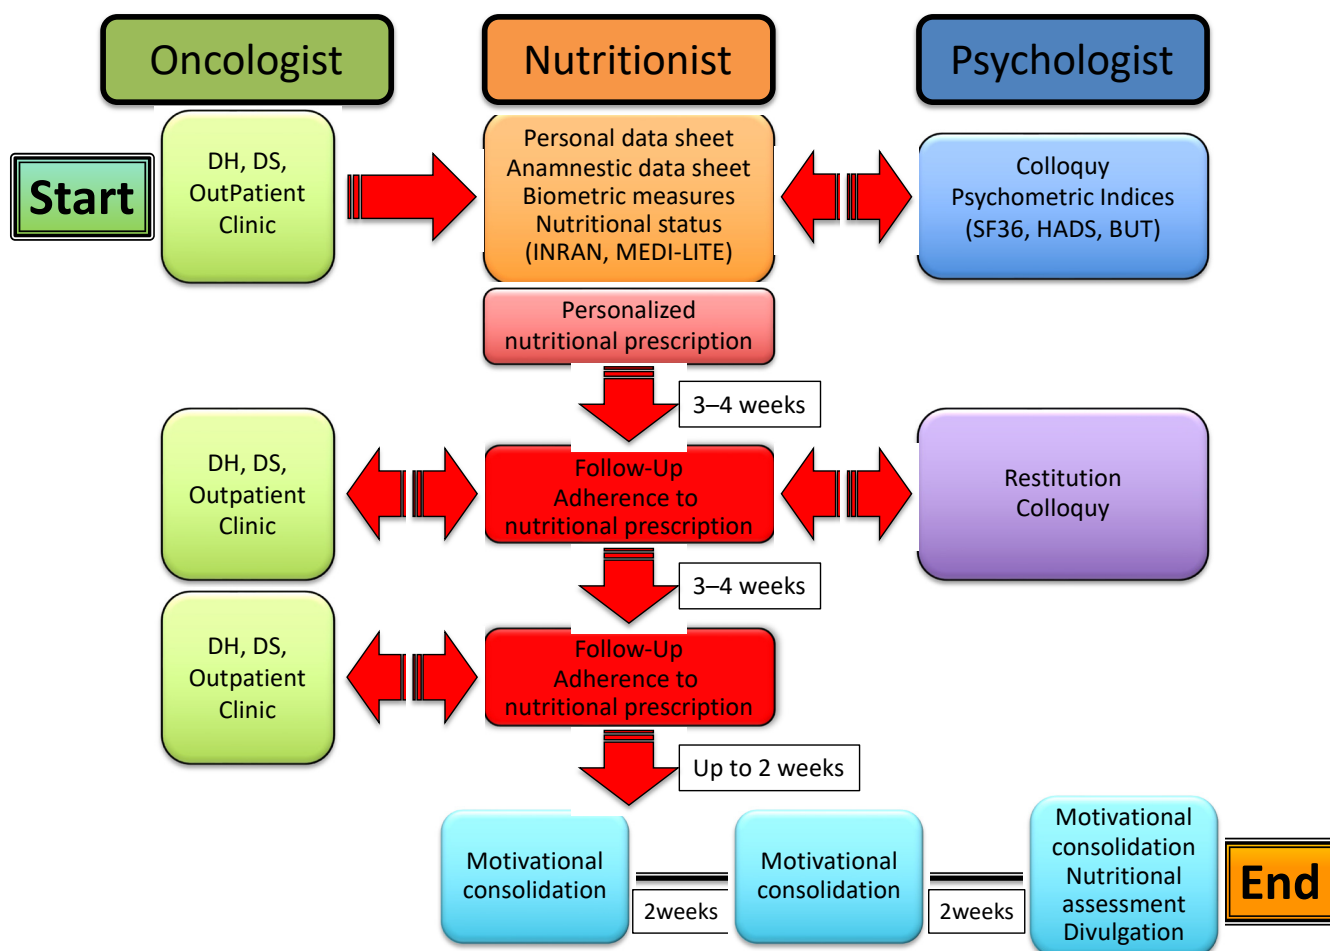 Oncologist
Nutritionist
Psychologist
Start
DH, DS,
OutPatient
Clinic
Personal data sheet
Anamnestic data sheet
Biometric measures
Nutritional status
(INRAN, MEDI-LITE)
Colloquy
Psychometric Indices
(SF36, HADS, BUT)
Personalized
nutritional prescription
3–4 weeks
DH, DS,
Outpatient
Clinic
Follow-Up
Adherence to
nutritional prescription
Restitution
Colloquy
3–4 weeks
DH, DS,
Outpatient
Clinic
Follow-Up
Adherence to
nutritional prescription
Up to 2 weeks
Motivational
consolidation
2weeks
Motivational
consolidation
2weeks
Motivational
consolidation
Nutritional
assessment
Divulgation
End